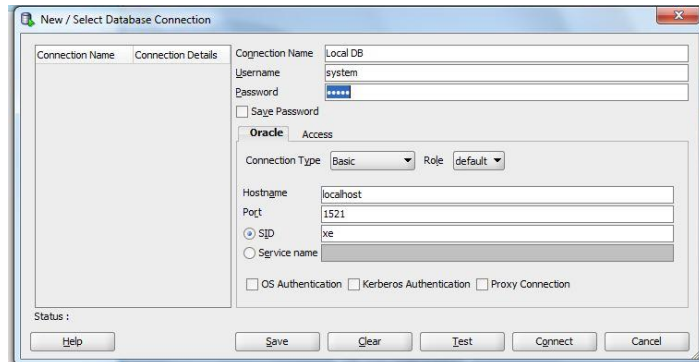 New / Select Database Connection
Connection Name Connection Details
Connection Name Local DB
Username system
Password •••••
Save Password
Oracle Access
Connection Type Basic Role default
Hostname localhost
Port 1521
SID xe
Service name
OS Authentication Kerberos Authentication Proxy Connection
Status :
Help Save Clear Test Connect Cancel